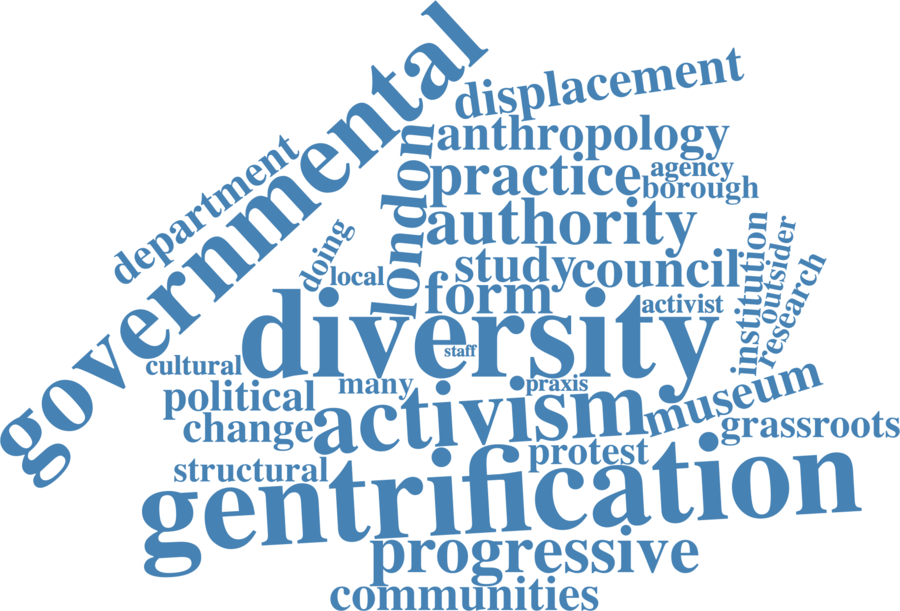 governmental
displacement
department
anthropology
london
practice
agency
borough
authority
doing
local
study
council
institution
outsider
research
form
activist
diversity
staff
cultural
many
praxis
political
activism
museum
change
grassroots
protest
structural
gentrification
progressive
communities